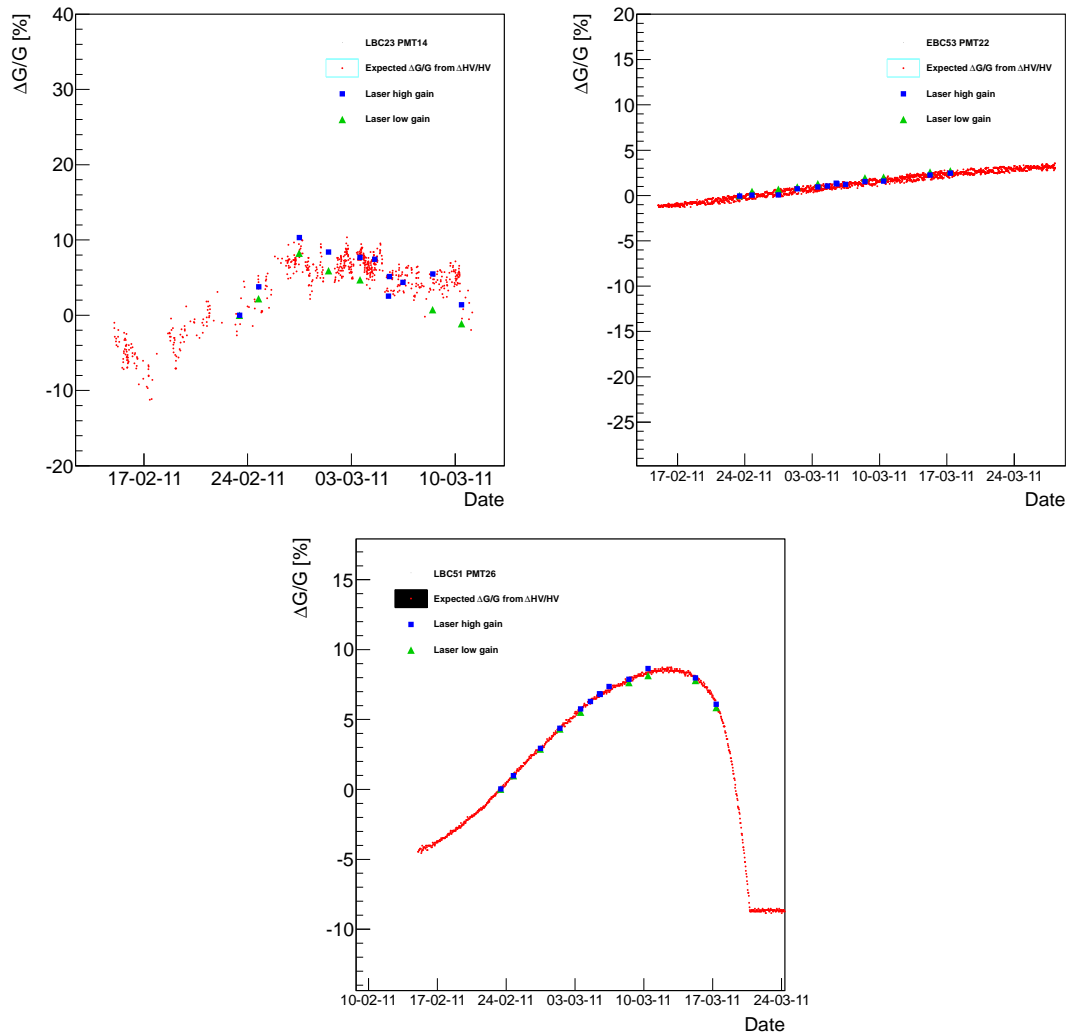 ΔG/G [%]
40
30
20
10
0
-10
-20
LBC23 PMT14
Expected ΔG/G from ΔHV/HV
Laser high gain
Laser low gain
17-02-11 24-02-11 03-03-11 10-03-11
Date
ΔG/G [%]
20
15
10
5
0
-5
-10
-15
-20
-25
EBC53 PMT22
Expected ΔG/G from ΔHV/HV
Laser high gain
Laser low gain
17-02-11 24-02-11 03-03-11 10-03-11 17-03-11 24-03-11
Date
ΔG/G [%]
15
10
5
0
-5
-10
LBC51 PMT26
Expected ΔG/G from ΔHV/HV
Laser high gain
Laser low gain
10-02-11 17-02-11 24-02-11 03-03-11 10-03-11 17-03-11 24-03-11
Date